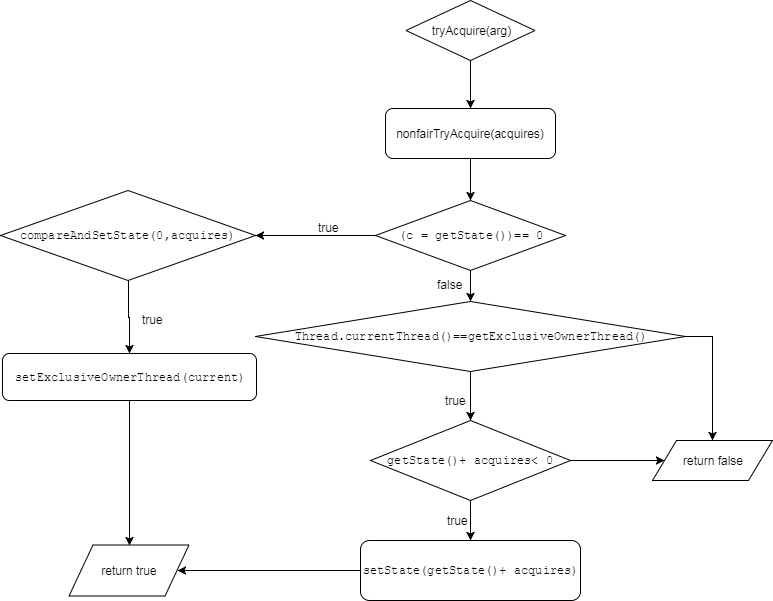 tryAcquire(arg)
nonfairTryAcquire(acquires)
compareAndSetState(0,acquires)
true
(c = getState())== 0
false
true
Thread.currentThread()==getExclusiveOwnerThread()
setExclusiveOwnerThread(current)
true
getState()+ acquires< 0
return false
true
return true
setState(getState()+ acquires)